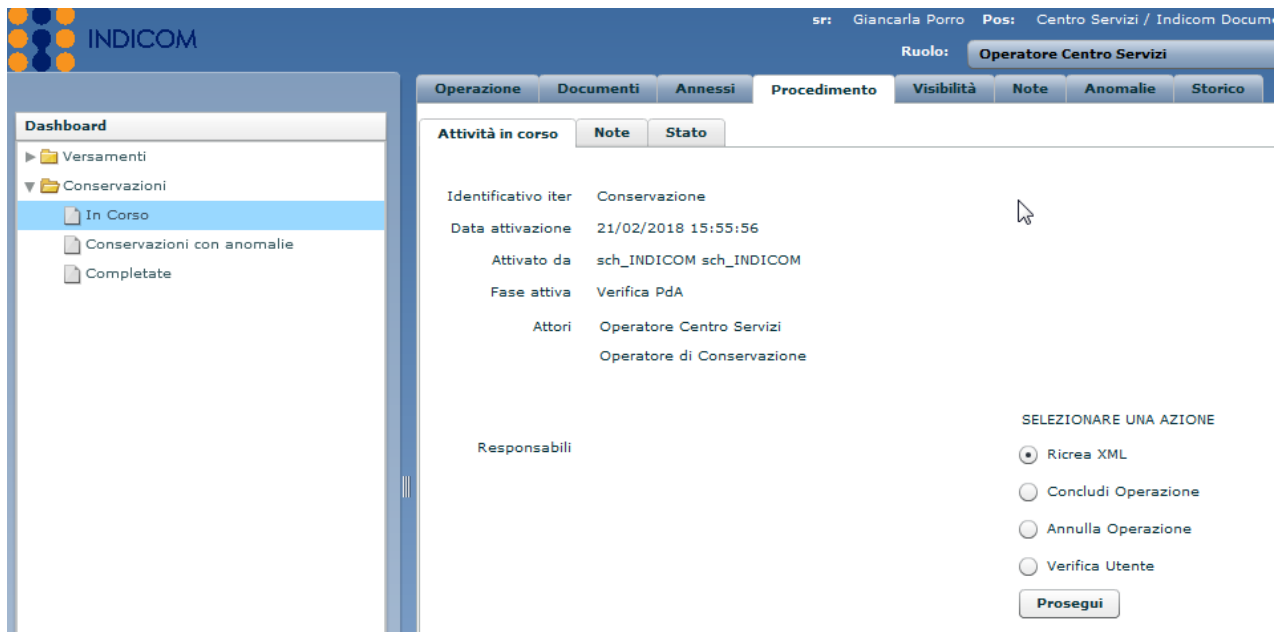 INDICOM
sr: Giancarla Porro Pos: Centro Servizi / Indicom Docume
Ruolo: Operatore Centro Servizi
Operazione Documenti Annessi Procedimento Visibilità Note Anomalie Storico
Dashboard
Versamenti
Conservazioni
In Corso
Conservazioni con anomalie
Completate
Attività in corso Note Stato
Identificativo iter Conservazione
Data attivazione 21/02/2018 15:55:56
Attivato da sch_INDICOM sch_INDICOM
Fase attiva Verifica PdA
Attori Operatore Centro Servizi
Operatore di Conservazione
Responsabili
SELEZIONARE UNA AZIONE
Ricrea XML
Concludi Operazione
Annulla Operazione
Verifica Utente
Prosegui